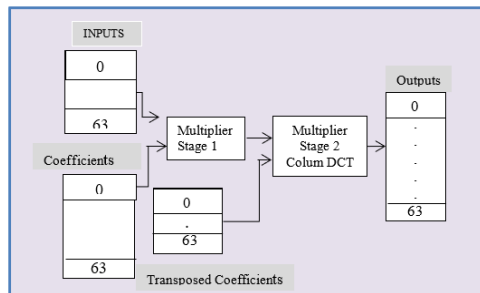 INPUTS
0
63
Coefficients
0
63
Multiplier
Stage 1
0
.
63
Transposed Coefficients
Multiplier
Stage 2
Colum DCT
Outputs
0
.
.
.
.
.
63